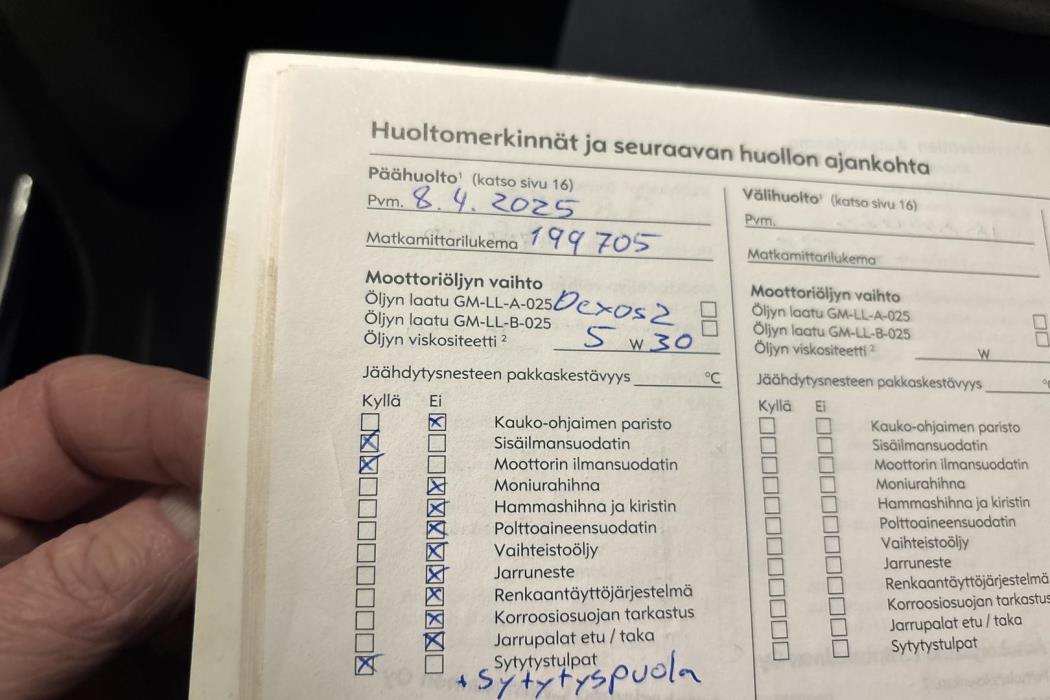 Huoltomerkinnät ja seuraavan huollon ajankohta
Päähuolto¹ (katso sivu 16)
Pvm. 8.4.2025
Matkamittarilukema 199 705
Moottoriöljyn vaihto
Öljyn laatu GM-LL-A-025 Dexos2
Öljyn laatu GM-LL-B-025
Öljyn viskositeetti ² 5 W 30
Jäähdytysnesteen pakkaskestävyys °C
Kyllä Ei
Kauko-ohjaimen paristo
Sisäilmansuodatin
Moottorin ilmansuodatin
Moniurahihna
Hammashihna ja kiristin
Polttoaineensuodatin
Vaihteistoöljy
Jarruneste
Renkaantäyttöjärjestelmä
Korroosiosuojan tarkastus
Jarrupalat etu / taka
Sytytystulpat
+ sytytyspuola
Välihuolto¹ (katso sivu 16)
Pvm.
Matkamittarilukema
Moottoriöljyn vaihto
Öljyn laatu GM-LL-A-025
Öljyn laatu GM-LL-B-025
Öljyn viskositeetti ² W
Jäähdytysnesteen pakkaskestävyys
Kyllä Ei
Kauko-ohjaimen paristo
Sisäilmansuodatin
Moottorin ilmansuodatin
Moniurahihna
Hammashihna ja kiristin
Polttoaineensuodatin
Vaihteistoöljy
Jarruneste
Renkaantäyttöjärjestelmä
Korroosiosuojan tarkastus
Jarrupalat etu / taka
Sytytystulpat